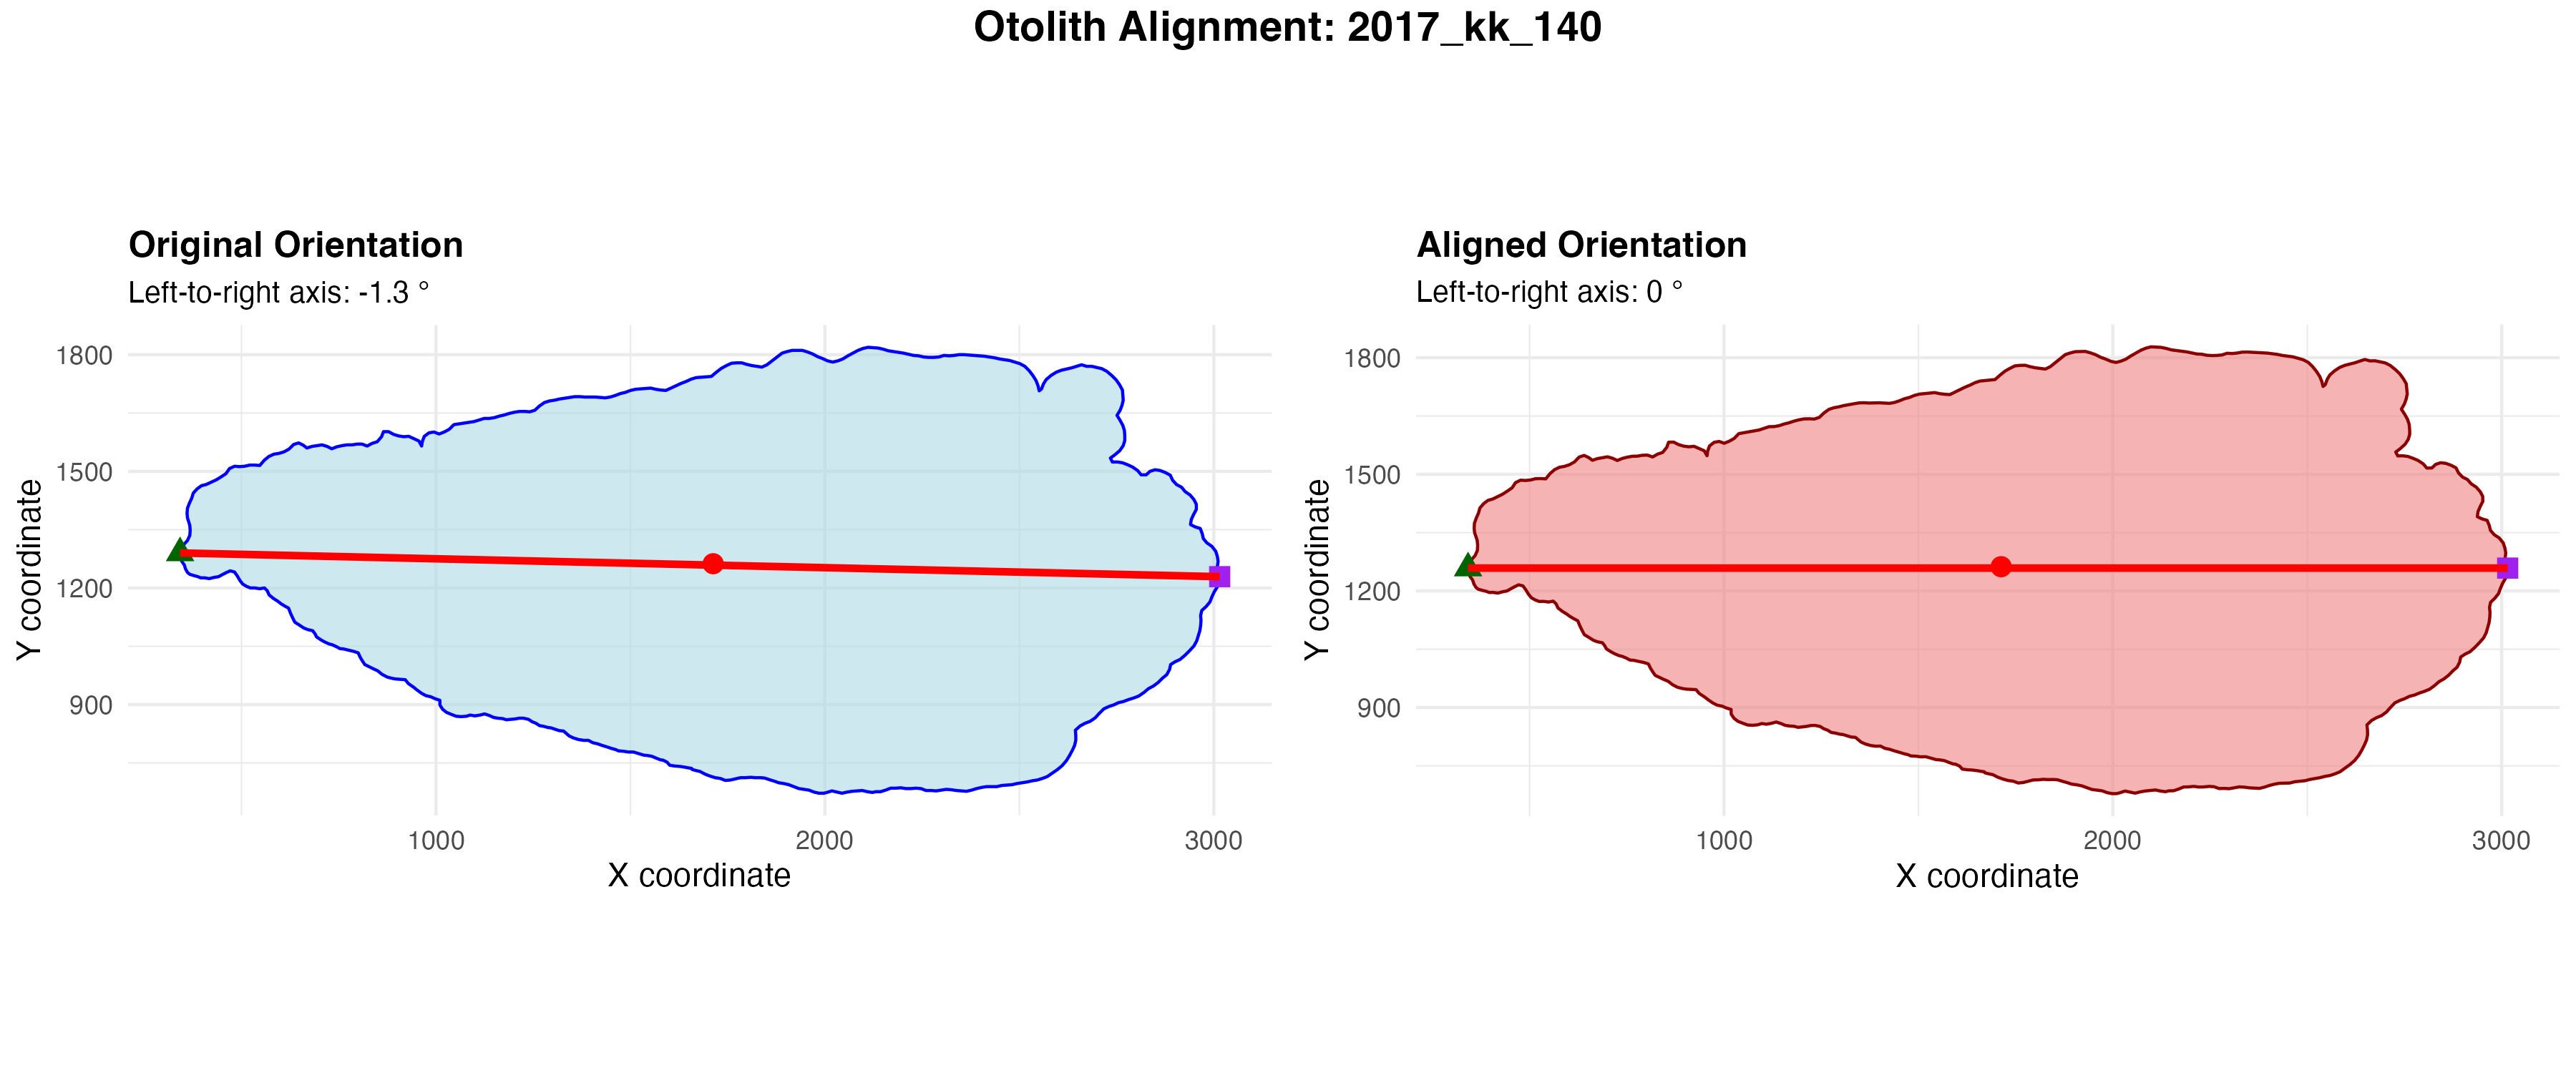 Otolith Alignment: 2017_kk_140
Original Orientation
Left-to-right axis: -1.3 °
1800
1500
1200
900
Y coordinate
1000
2000
3000
X coordinate
Aligned Orientation
Left-to-right axis: 0 °
1800
1500
1200
900
Y coordinate
1000
2000
3000
X coordinate